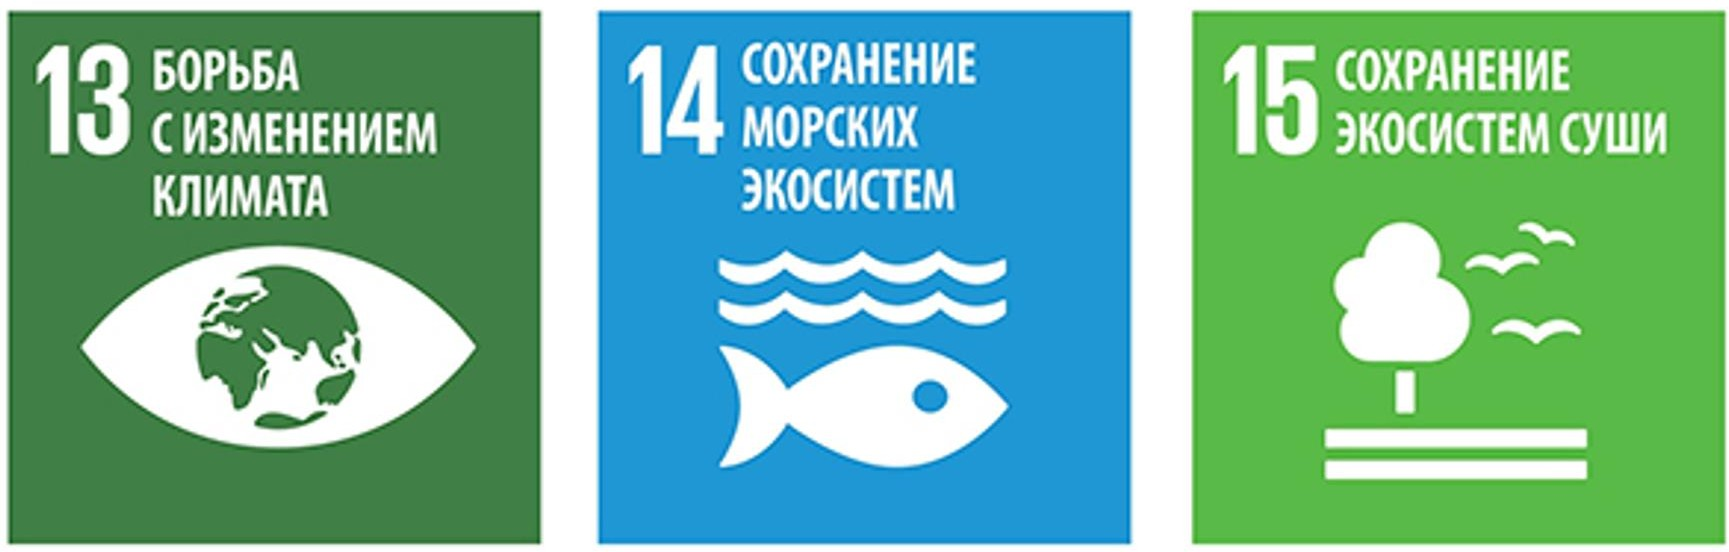 13 БОРЬБА
С ИЗМЕНЕНИЕМ
КЛИМАТА
14 СОХРАНЕНИЕ
МОРСКИХ
ЭКОСИСТЕМ
15 СОХРАНЕНИЕ
ЭКОСИСТЕМ СУШИ